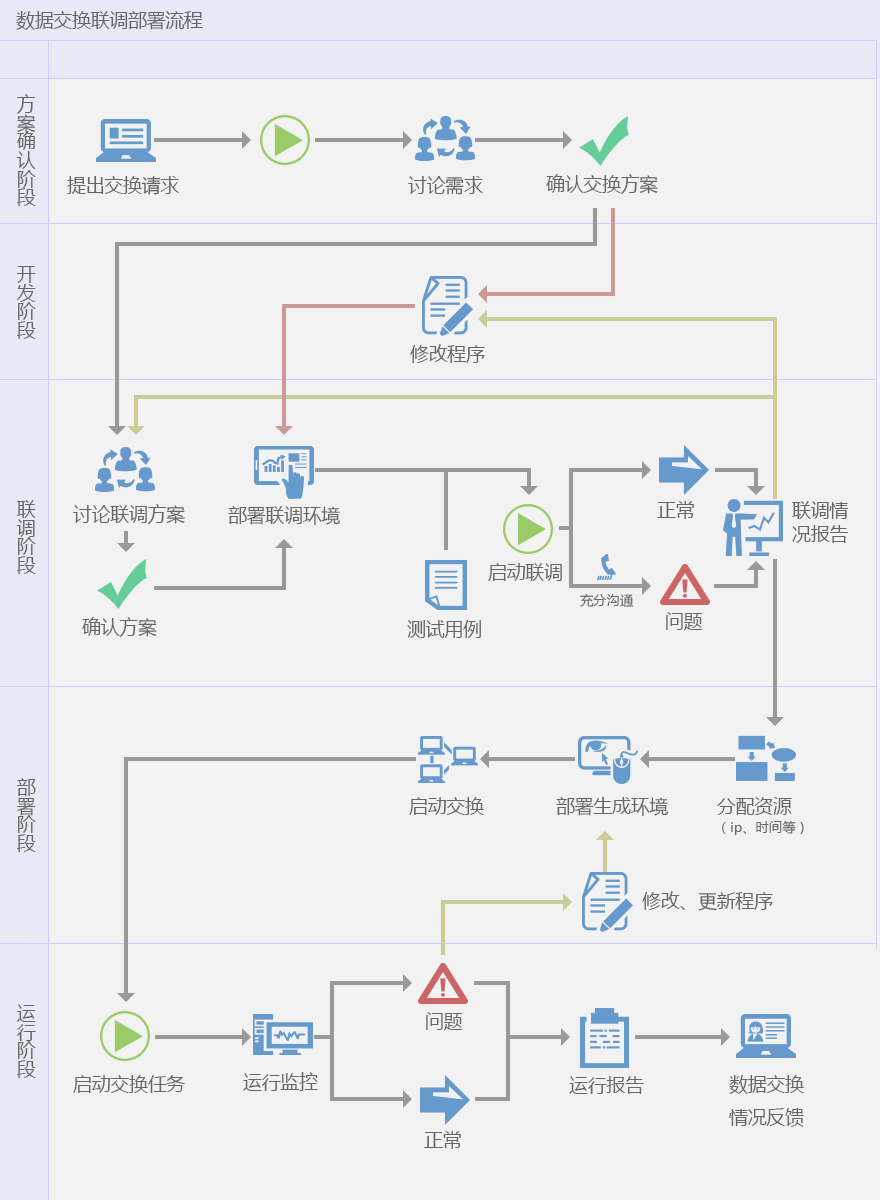 数据交换联调部署流程
方案确认阶段
提出交换请求
讨论需求
确认交换方案
开发阶段
修改程序
联调阶段
讨论联调方案
部署联调环境
正常
联调情
况报告
启动联调
充分沟通
问题
确认方案
测试用例
部署阶段
启动交换
部署生成环境
分配资源
（ip、时间等）
修改、更新程序
运行阶段
问题
启动交换任务
运行监控
运行报告
数据交换
情况反馈
正常